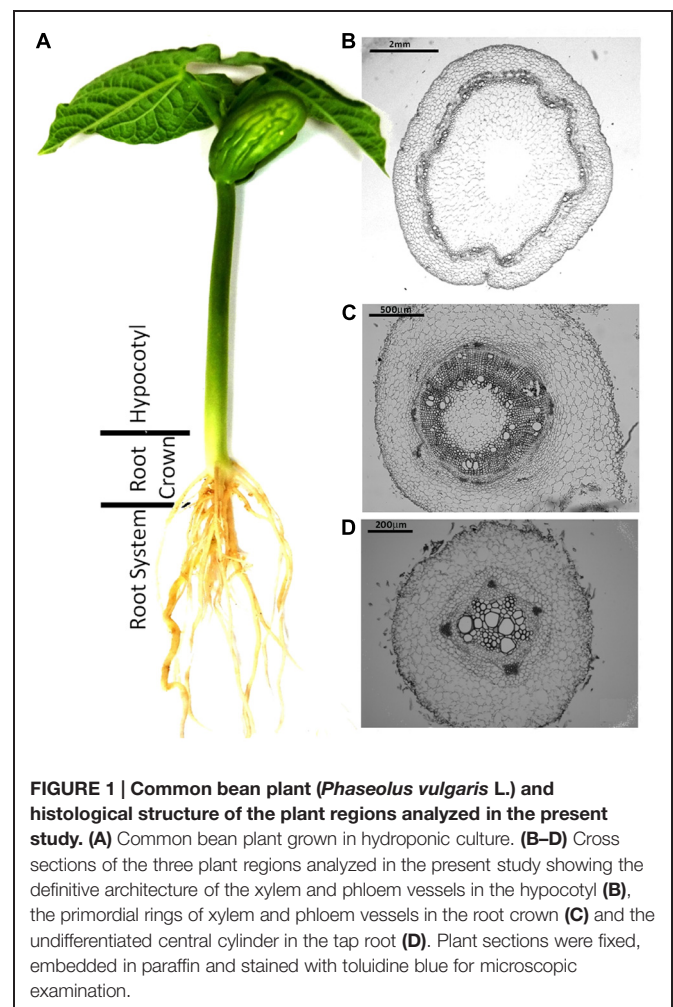 A
B
2mm
Hypocotyl
C
500µm
Root
Crown
D
200µm
Root System
FIGURE 1 | Common bean plant (Phaseolus vulgaris L.) and
histological structure of the plant regions analyzed in the present
study. (A) Common bean plant grown in hydroponic culture. (B–D) Cross
sections of the three plant regions analyzed in the present study showing the
definitive architecture of the xylem and phloem vessels in the hypocotyl (B),
the primordial rings of xylem and phloem vessels in the root crown (C) and the
undifferentiated central cylinder in the tap root (D). Plant sections were fixed,
embedded in paraffin and stained with toluidine blue for microscopic
examination.